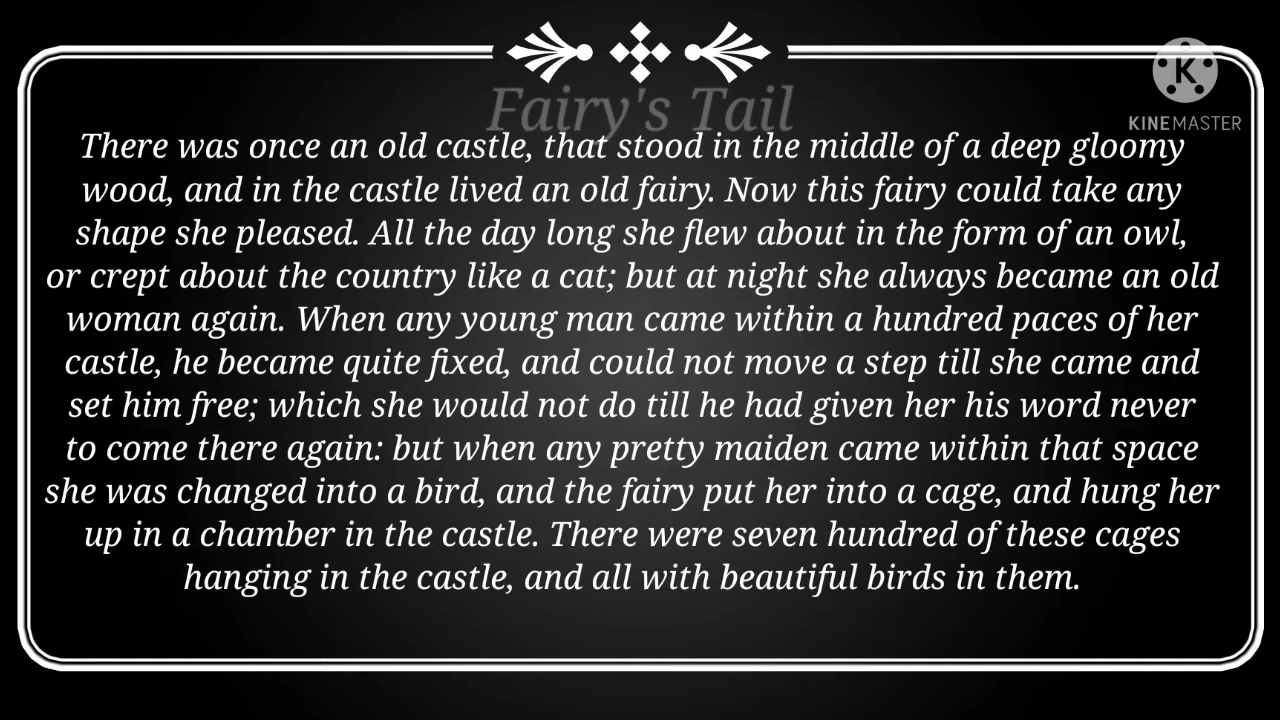 Fairy's Tail
K
KINEMASTER
There was once an old castle, that stood in the middle of a deep gloomy
wood, and in the castle lived an old fairy. Now this fairy could take any
shape she pleased. All the day long she flew about in the form of an owl,
or crept about the country like a cat; but at night she always became an old
woman again. When any young man came within a hundred paces of her
castle, he became quite fixed, and could not move a step till she came and
set him free; which she would not do till he had given her his word never
to come there again: but when any pretty maiden came within that space
she was changed into a bird, and the fairy put her into a cage, and hung her
up in a chamber in the castle. There were seven hundred of these cages
hanging in the castle, and all with beautiful birds in them.